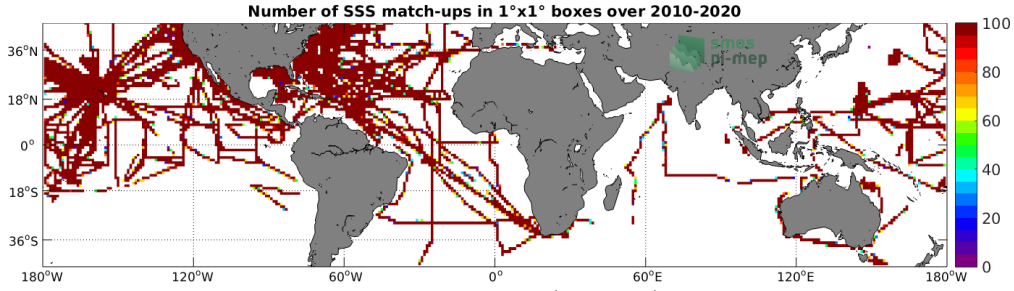 Number of SSS match-ups in 1°x1° boxes over 2010-2020
36°N
18°N
0°
18°S
36°S
180°W
120°W
60°W
0°
60°E
120°E
180°W
100
80
60
40
20
0
smos
pi-mep